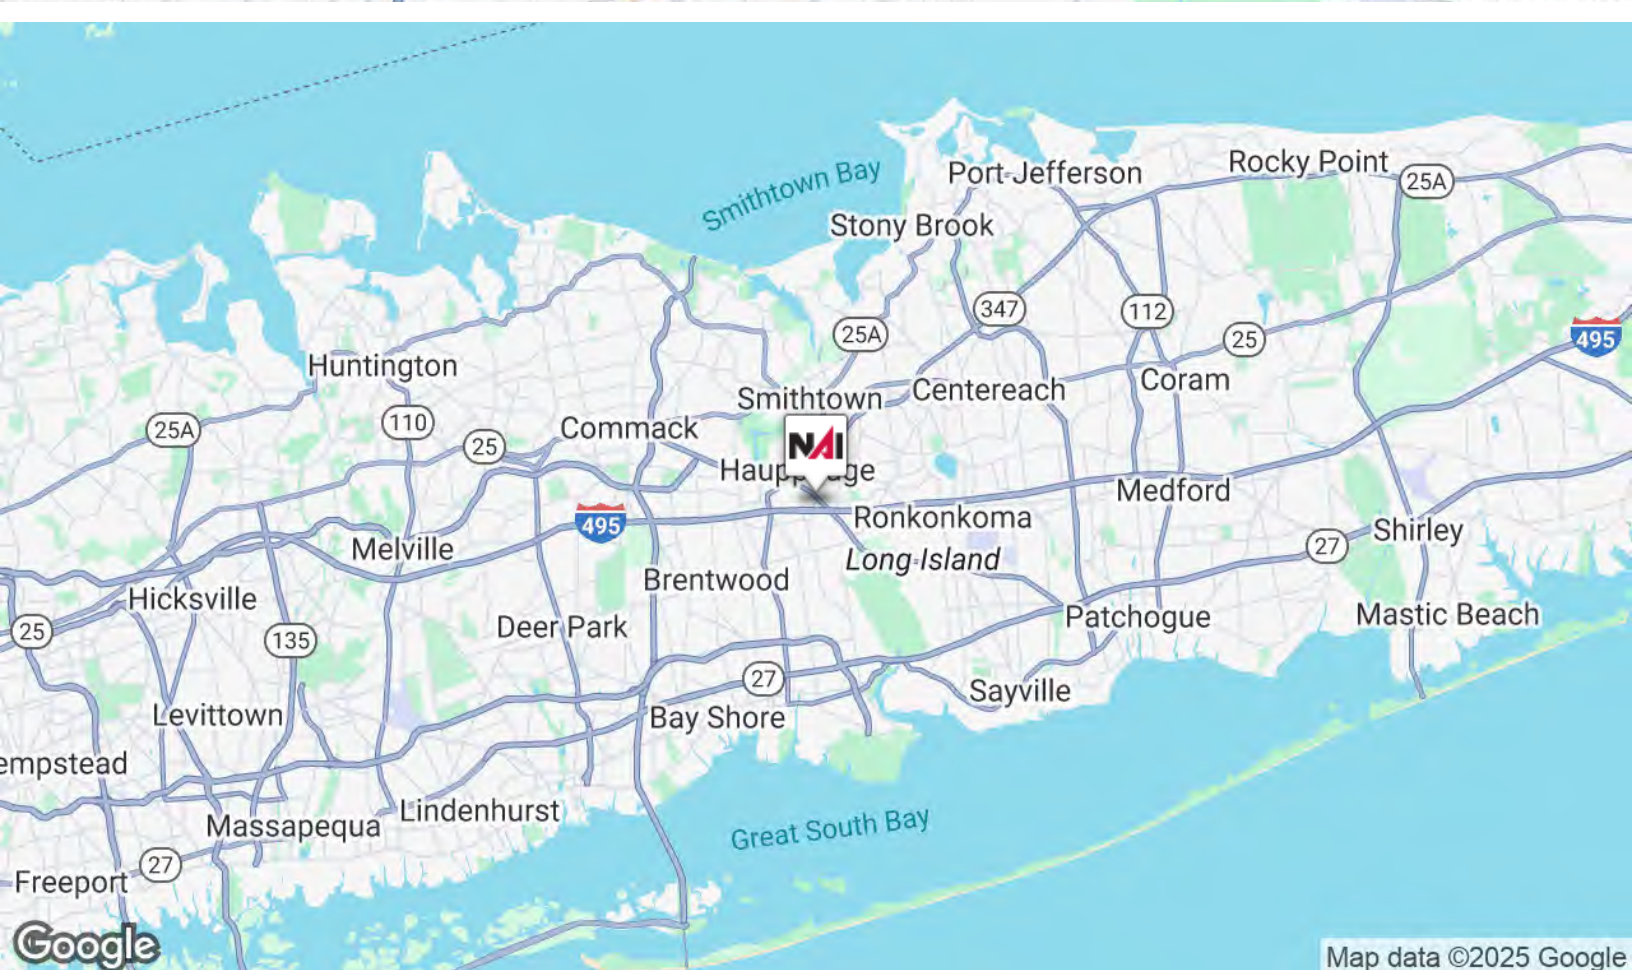 Smithtown Bay
Port Jefferson
Rocky Point
25A
Stony Brook
347
112
25A
25
495
Huntington
Smithtown
Centereach
Coram
110
25A
25
Commack
NAI
495
Medford
Ronkonkoma
Melville
Long Island
27
Shirley
Hicksville
Brentwood
25
135
Deer Park
Patchogue
Mastic Beach
27
Sayville
Levittown
Bay Shore
empstead
Lindenhurst
Massapequa
Great South Bay
27
Freeport
Google
Map data ©2025 Google